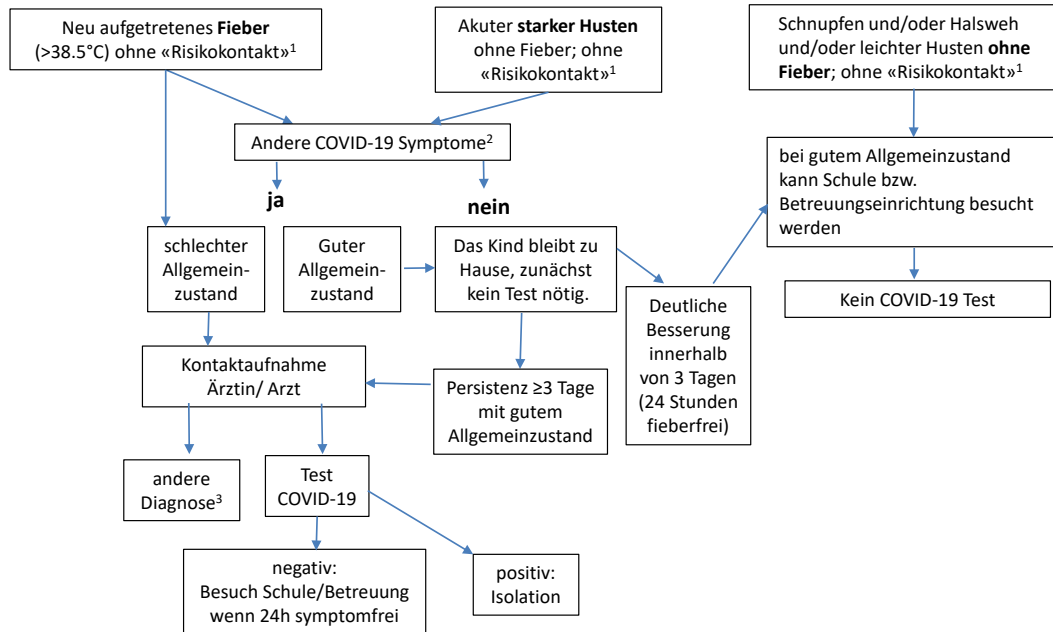 Neu aufgetretenes Fieber
(>38.5°C) ohne «Risikokontakt»¹
Akuter starker Husten
ohne Fieber; ohne
«Risikokontakt»¹
Schnupfen und/oder Halsweh
und/oder leichter Husten ohne
Fieber; ohne «Risikokontakt»¹
Andere COVID-19 Symptome²
ja
nein
bei gutem Allgemeinzustand
kann Schule bzw.
Betreuungseinrichtung besucht
werden
schlechter
Allgemein-
zustand
Guter
Allgemein-
zustand
Das Kind bleibt zu
Hause, zunächst
kein Test nötig.
Deutliche
Besserung
innerhalb
von 3 Tagen
(24 Stunden
fieberfrei)
Kein COVID-19 Test
Kontaktaufnahme
Ärztin/ Arzt
Persistenz ≥3 Tage
mit gutem
Allgemeinzustand
andere
Diagnose³
Test
COVID-19
negativ:
Besuch Schule/Betreuung
wenn 24h symptomfrei
positiv:
Isolation